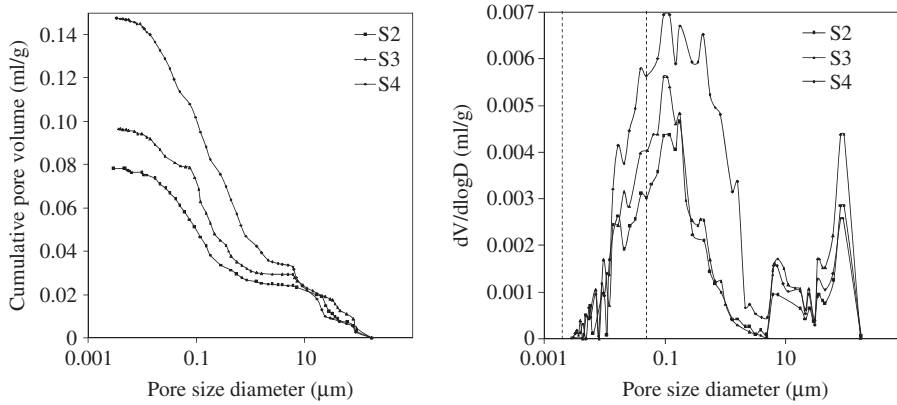 0.14
0.12
0.10
0.08
0.06
0.04
0.02
0
Cumulative pore volume (ml/g)
0.001
0.1
10
Pore size diameter (μm)
S2
S3
S4
0.007
0.006
0.005
0.004
0.003
0.002
0.001
0
dV/dlogD (ml/g)
0.001
0.1
10
Pore size diameter (μm)
S2
S3
S4